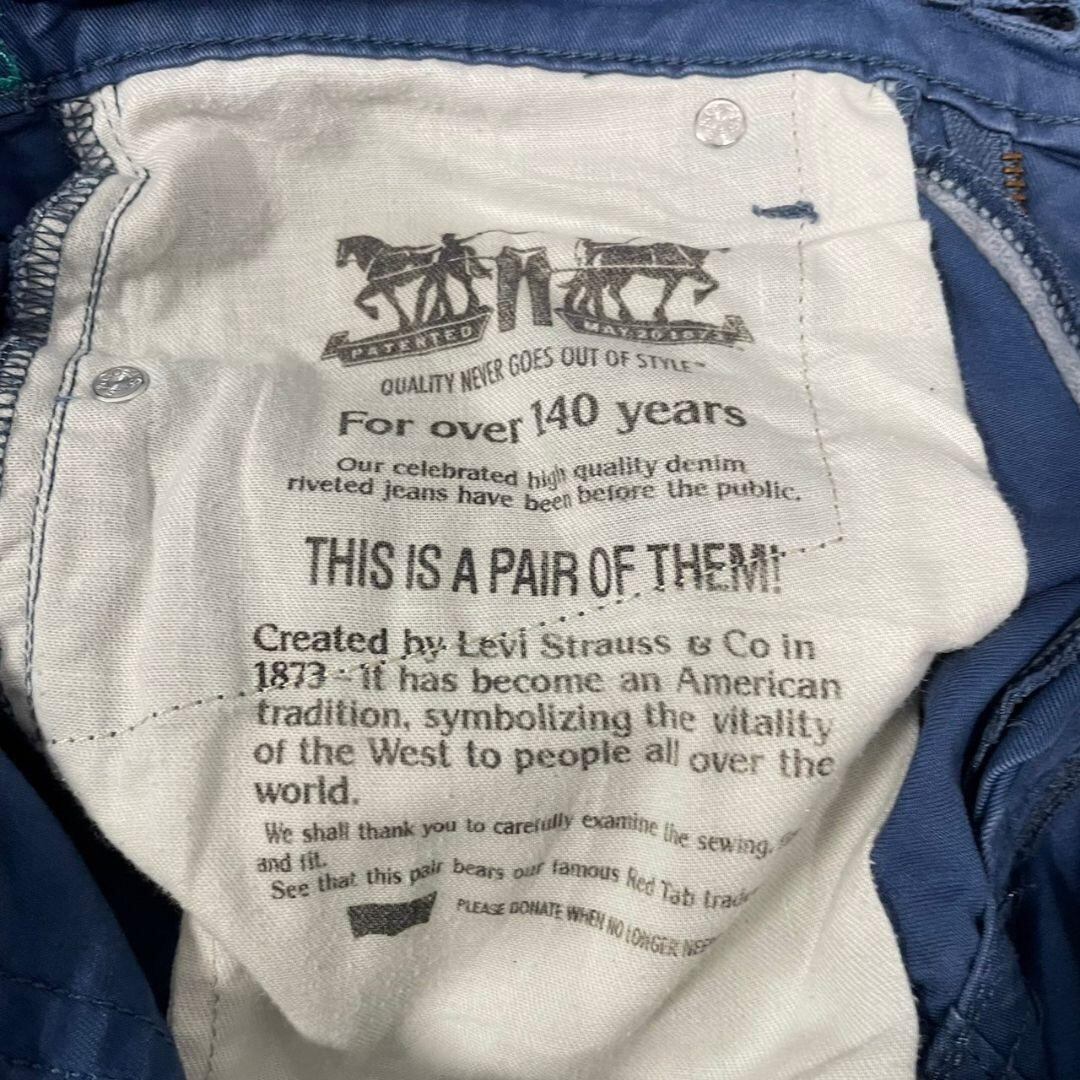 PATENTED MAY 20 1873
QUALITY NEVER GOES OUT OF STYLE™
For over 140 years
Our celebrated high quality denim
riveted jeans have been before the public.
THIS IS A PAIR OF THEM!
Created by Levi Strauss & Co in
1873 - it has become an American
tradition, symbolizing the vitality
of the West to people all over the
world.
We shall thank you to carefully examine the sewing,
and fit.
See that this pair bears our famous Red Tab
PLEASE DONATE WHEN NO LONGER